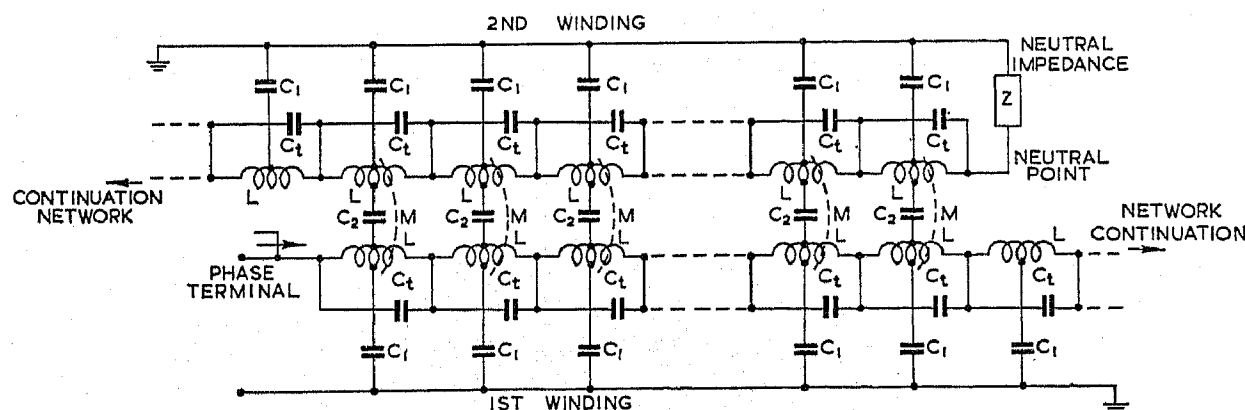 2ND WINDING
NEUTRAL
IMPEDANCE
C1 C1 C1 C1 C1 C1
Z
Ct Ct Ct Ct Ct
NEUTRAL
POINT
CONTINUATION
NETWORK
L L L L L L
C2 M C2 M C2 M C2 M C2 M
NETWORK
CONTINUATION
L L L L L L
PHASE
TERMINAL
Ct Ct Ct Ct Ct
C1 C1 C1 C1 C1 C1
1ST WINDING